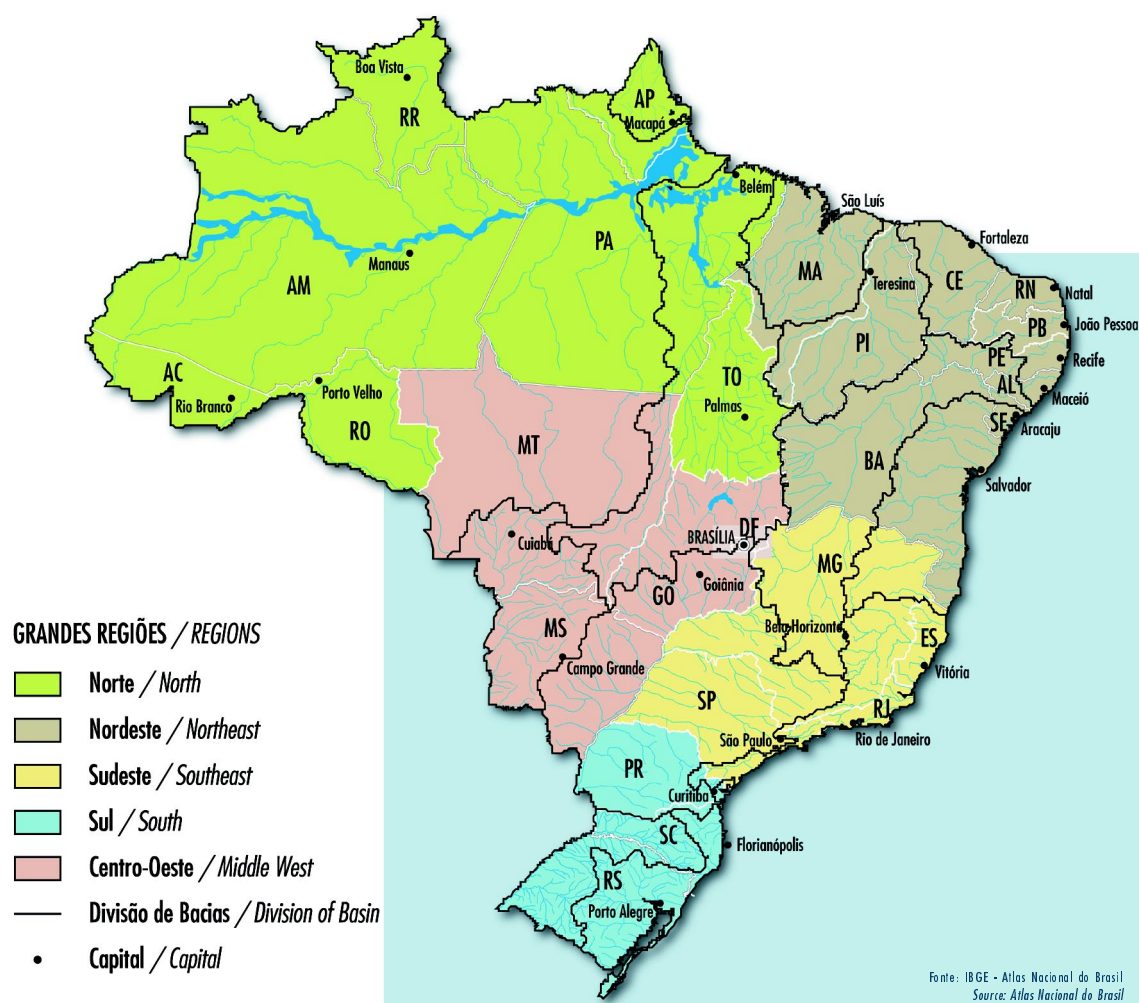 Boa Vista
RR
AP
Macapá
Belém
São Luís
Fortaleza
Manaus
PA
MA
Teresina
CE
RN
Natal
AM
PB
João Pessoa
PI
PE
Recife
AC
Rio Branco
Porto Velho
TO
AL
Maceió
RO
Palmas
SE
Aracaju
MT
BA
Salvador
Cuiabá
BRASÍLIA
DF
MG
GO
Goiânia
MS
Belo Horizonte
ES
Campo Grande
Vitória
SP
RJ
São Paulo
Rio de Janeiro
PR
Curitiba
SC
Florianópolis
RS
Porto Alegre
GRANDES REGIÕES / REGIONS
Norte / North
Nordeste / Northeast
Sudeste / Southeast
Sul / South
Centro-Oeste / Middle West
Divisão de Bacias / Division of Basin
Capital / Capital
Fonte: IBGE - Atlas Nacional do Brasil
Source: Atlas Nacional do Brasil